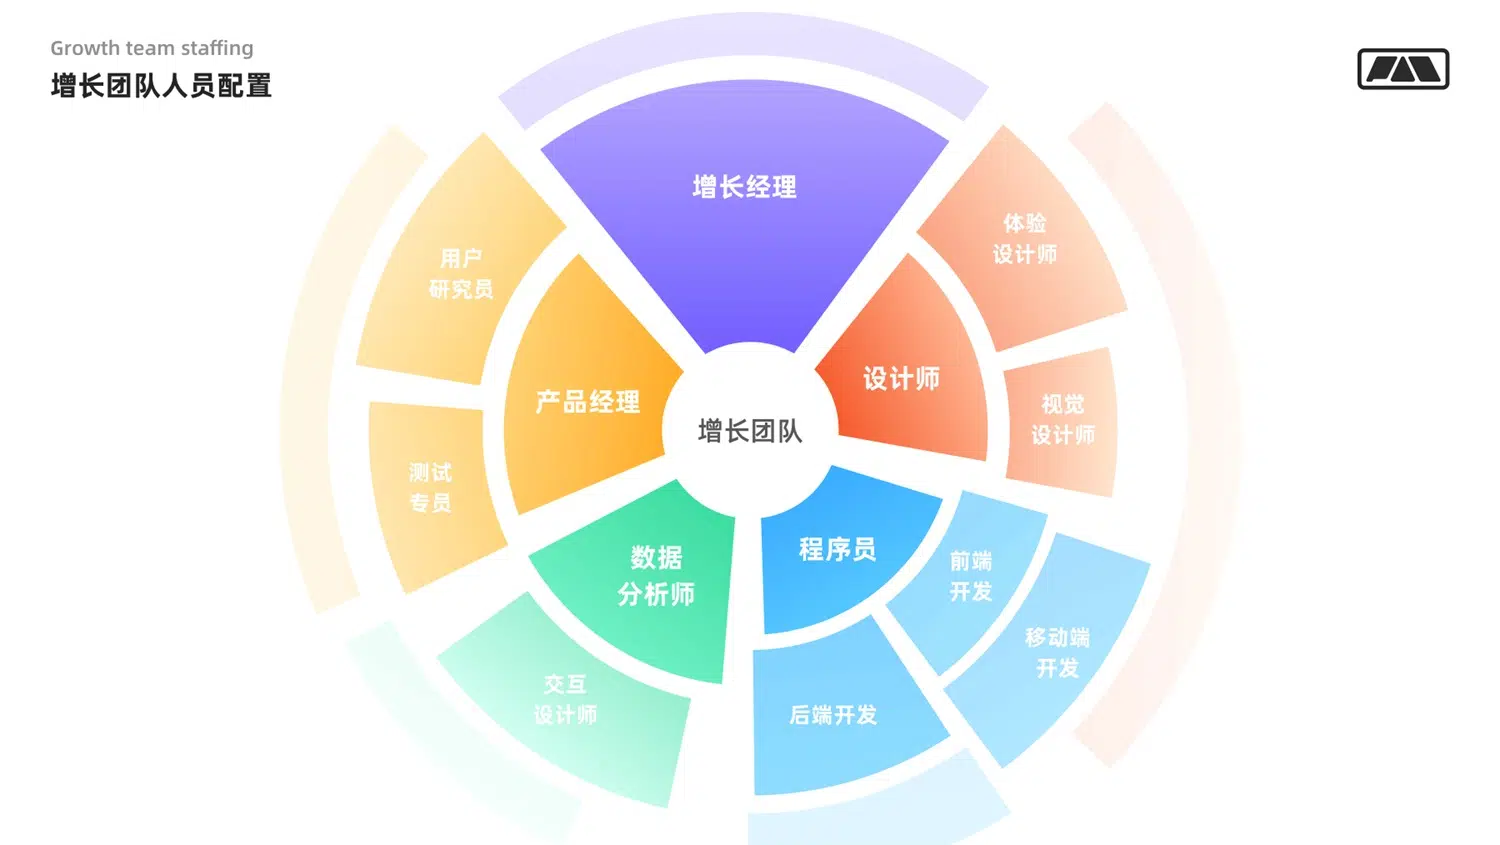 Growth team staffing
增长团队人员配置
增长经理
体验
设计师
用户
研究员
设计师
产品经理
视觉
设计师
增长团队
测试
专员
程序员
数据
分析师
前端
开发
移动端
开发
交互
设计师
后端开发